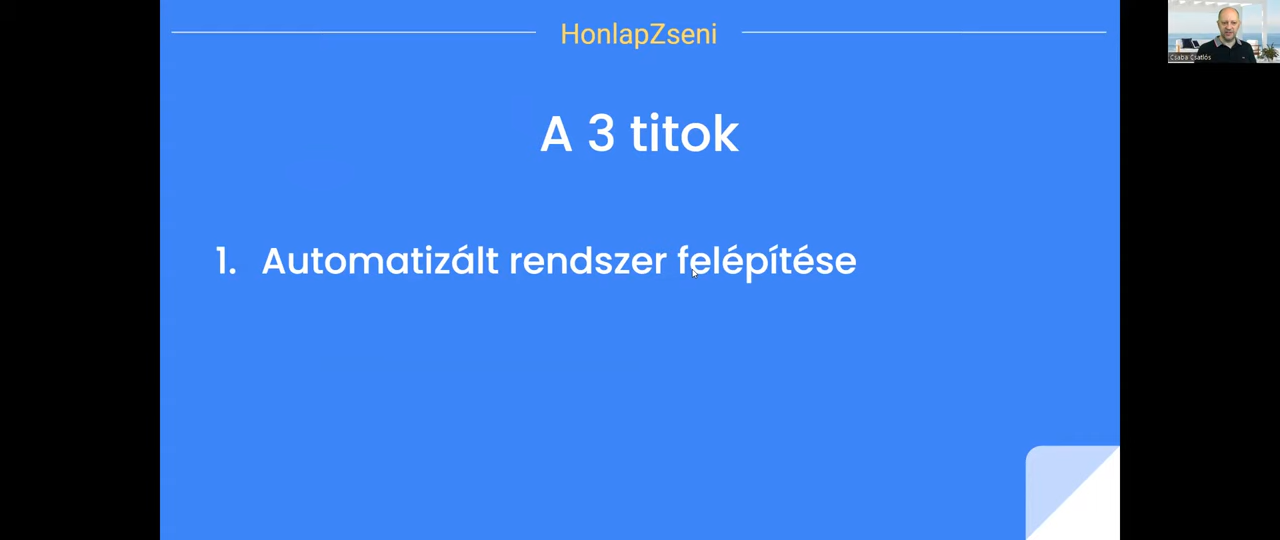 HonlapZseni
A 3 titok
1. Automatizált rendszer felépítése
Csaba Csatlós